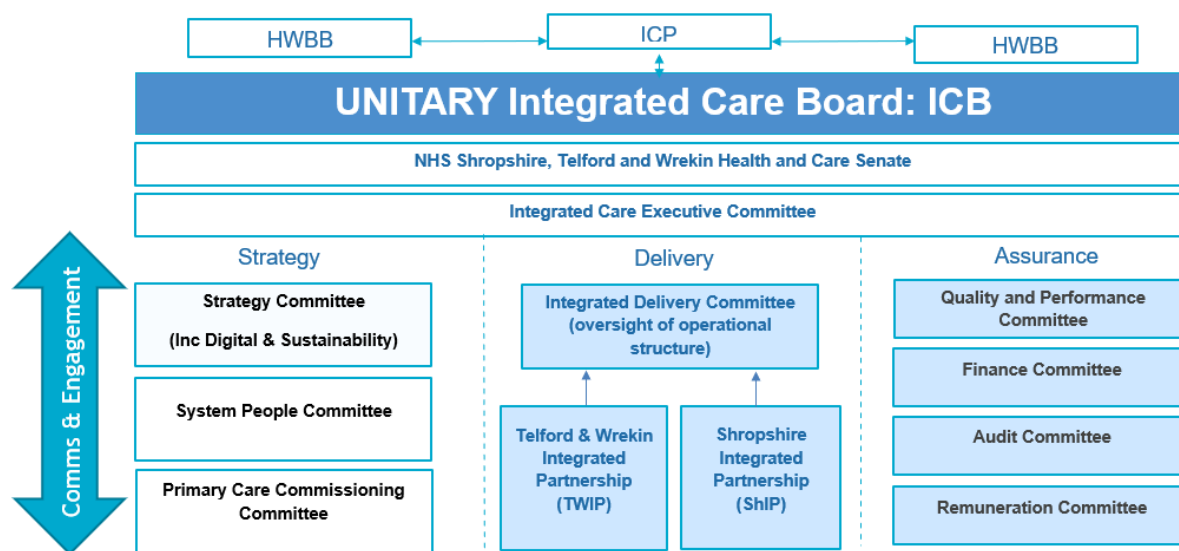 HWBB
ICP
HWBB
UNITARY Integrated Care Board: ICB
NHS Shropshire, Telford and Wrekin Health and Care Senate
Integrated Care Executive Committee
Comms & Engagement
Strategy
Strategy Committee
(Inc Digital & Sustainability)
System People Committee
Primary Care Commissioning
Committee
Delivery
Integrated Delivery Committee
(oversight of operational
structure)
Telford & Wrekin
Integrated
Partnership
(TWIP)
Shropshire
Integrated
Partnership
(ShIP)
Assurance
Quality and Performance
Committee
Finance Committee
Audit Committee
Remuneration Committee